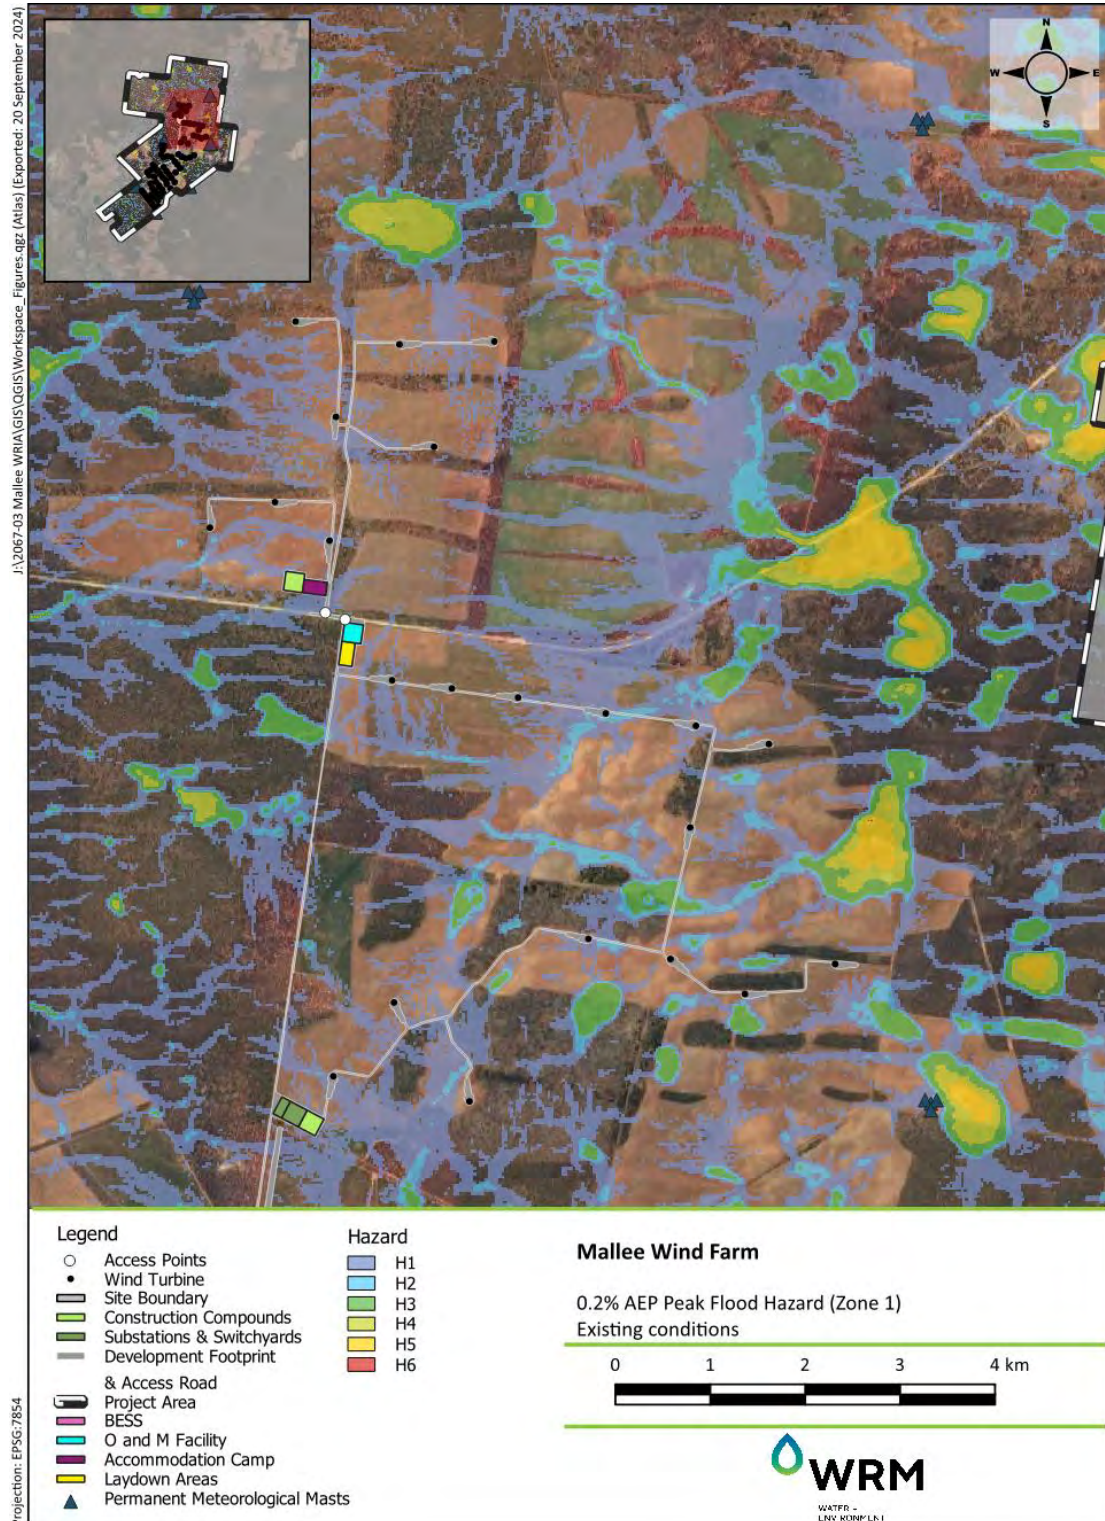 J:\2067-03 Mallee WRIA\GIS\QGIS\Workspace_Figures.qgz (Atlas) (Exported: 20 September 2024)
N
W
E
S
Legend
Access Points
Wind Turbine
Site Boundary
Construction Compounds
Substations & Switchyards
Development Footprint
& Access Road
Project Area
BESS
O and M Facility
Accommodation Camp
Laydown Areas
Permanent Meteorological Masts
Hazard
H1
H2
H3
H4
H5
H6
Mallee Wind Farm
0.2% AEP Peak Flood Hazard (Zone 1)
Existing conditions
0 1 2 3 4 km
Projection: EPSG:7854
WRM
WATER +
ENVIRONMENT